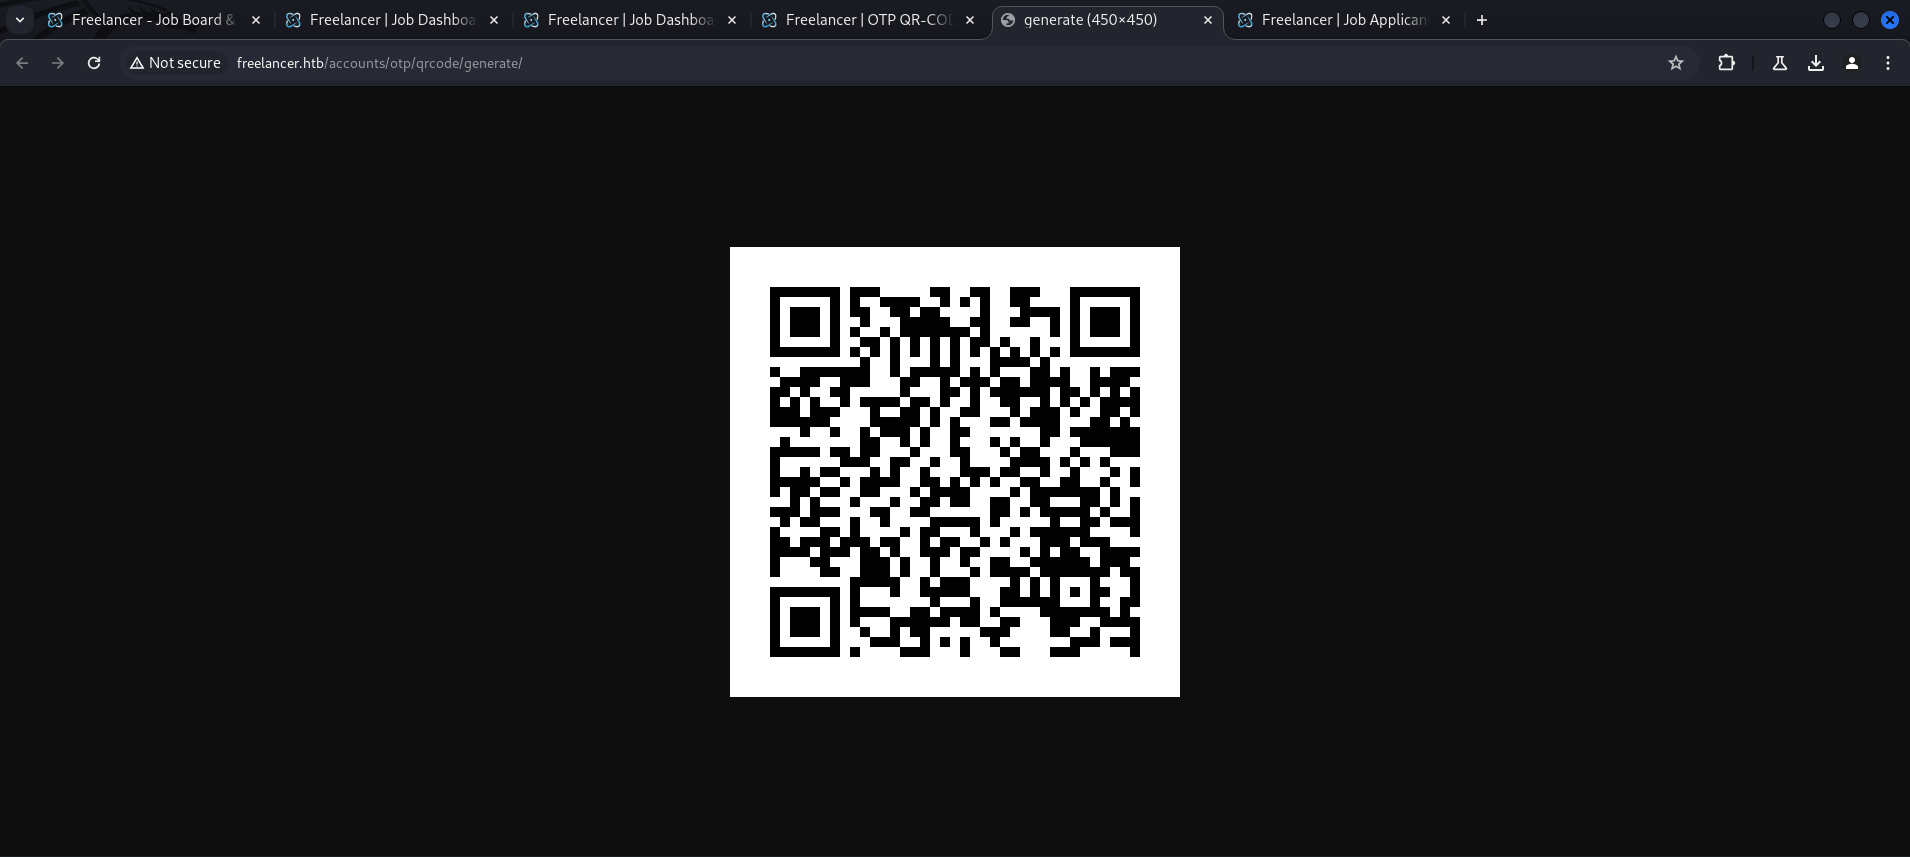 Freelancer - Job Board &
Freelancer | Job Dashboa
Freelancer | Job Dashboa
Freelancer | OTP QR-COD
generate (450×450)
Freelancer | Job Applican
Not secure
freelancer.htb/accounts/otp/qrcode/generate/